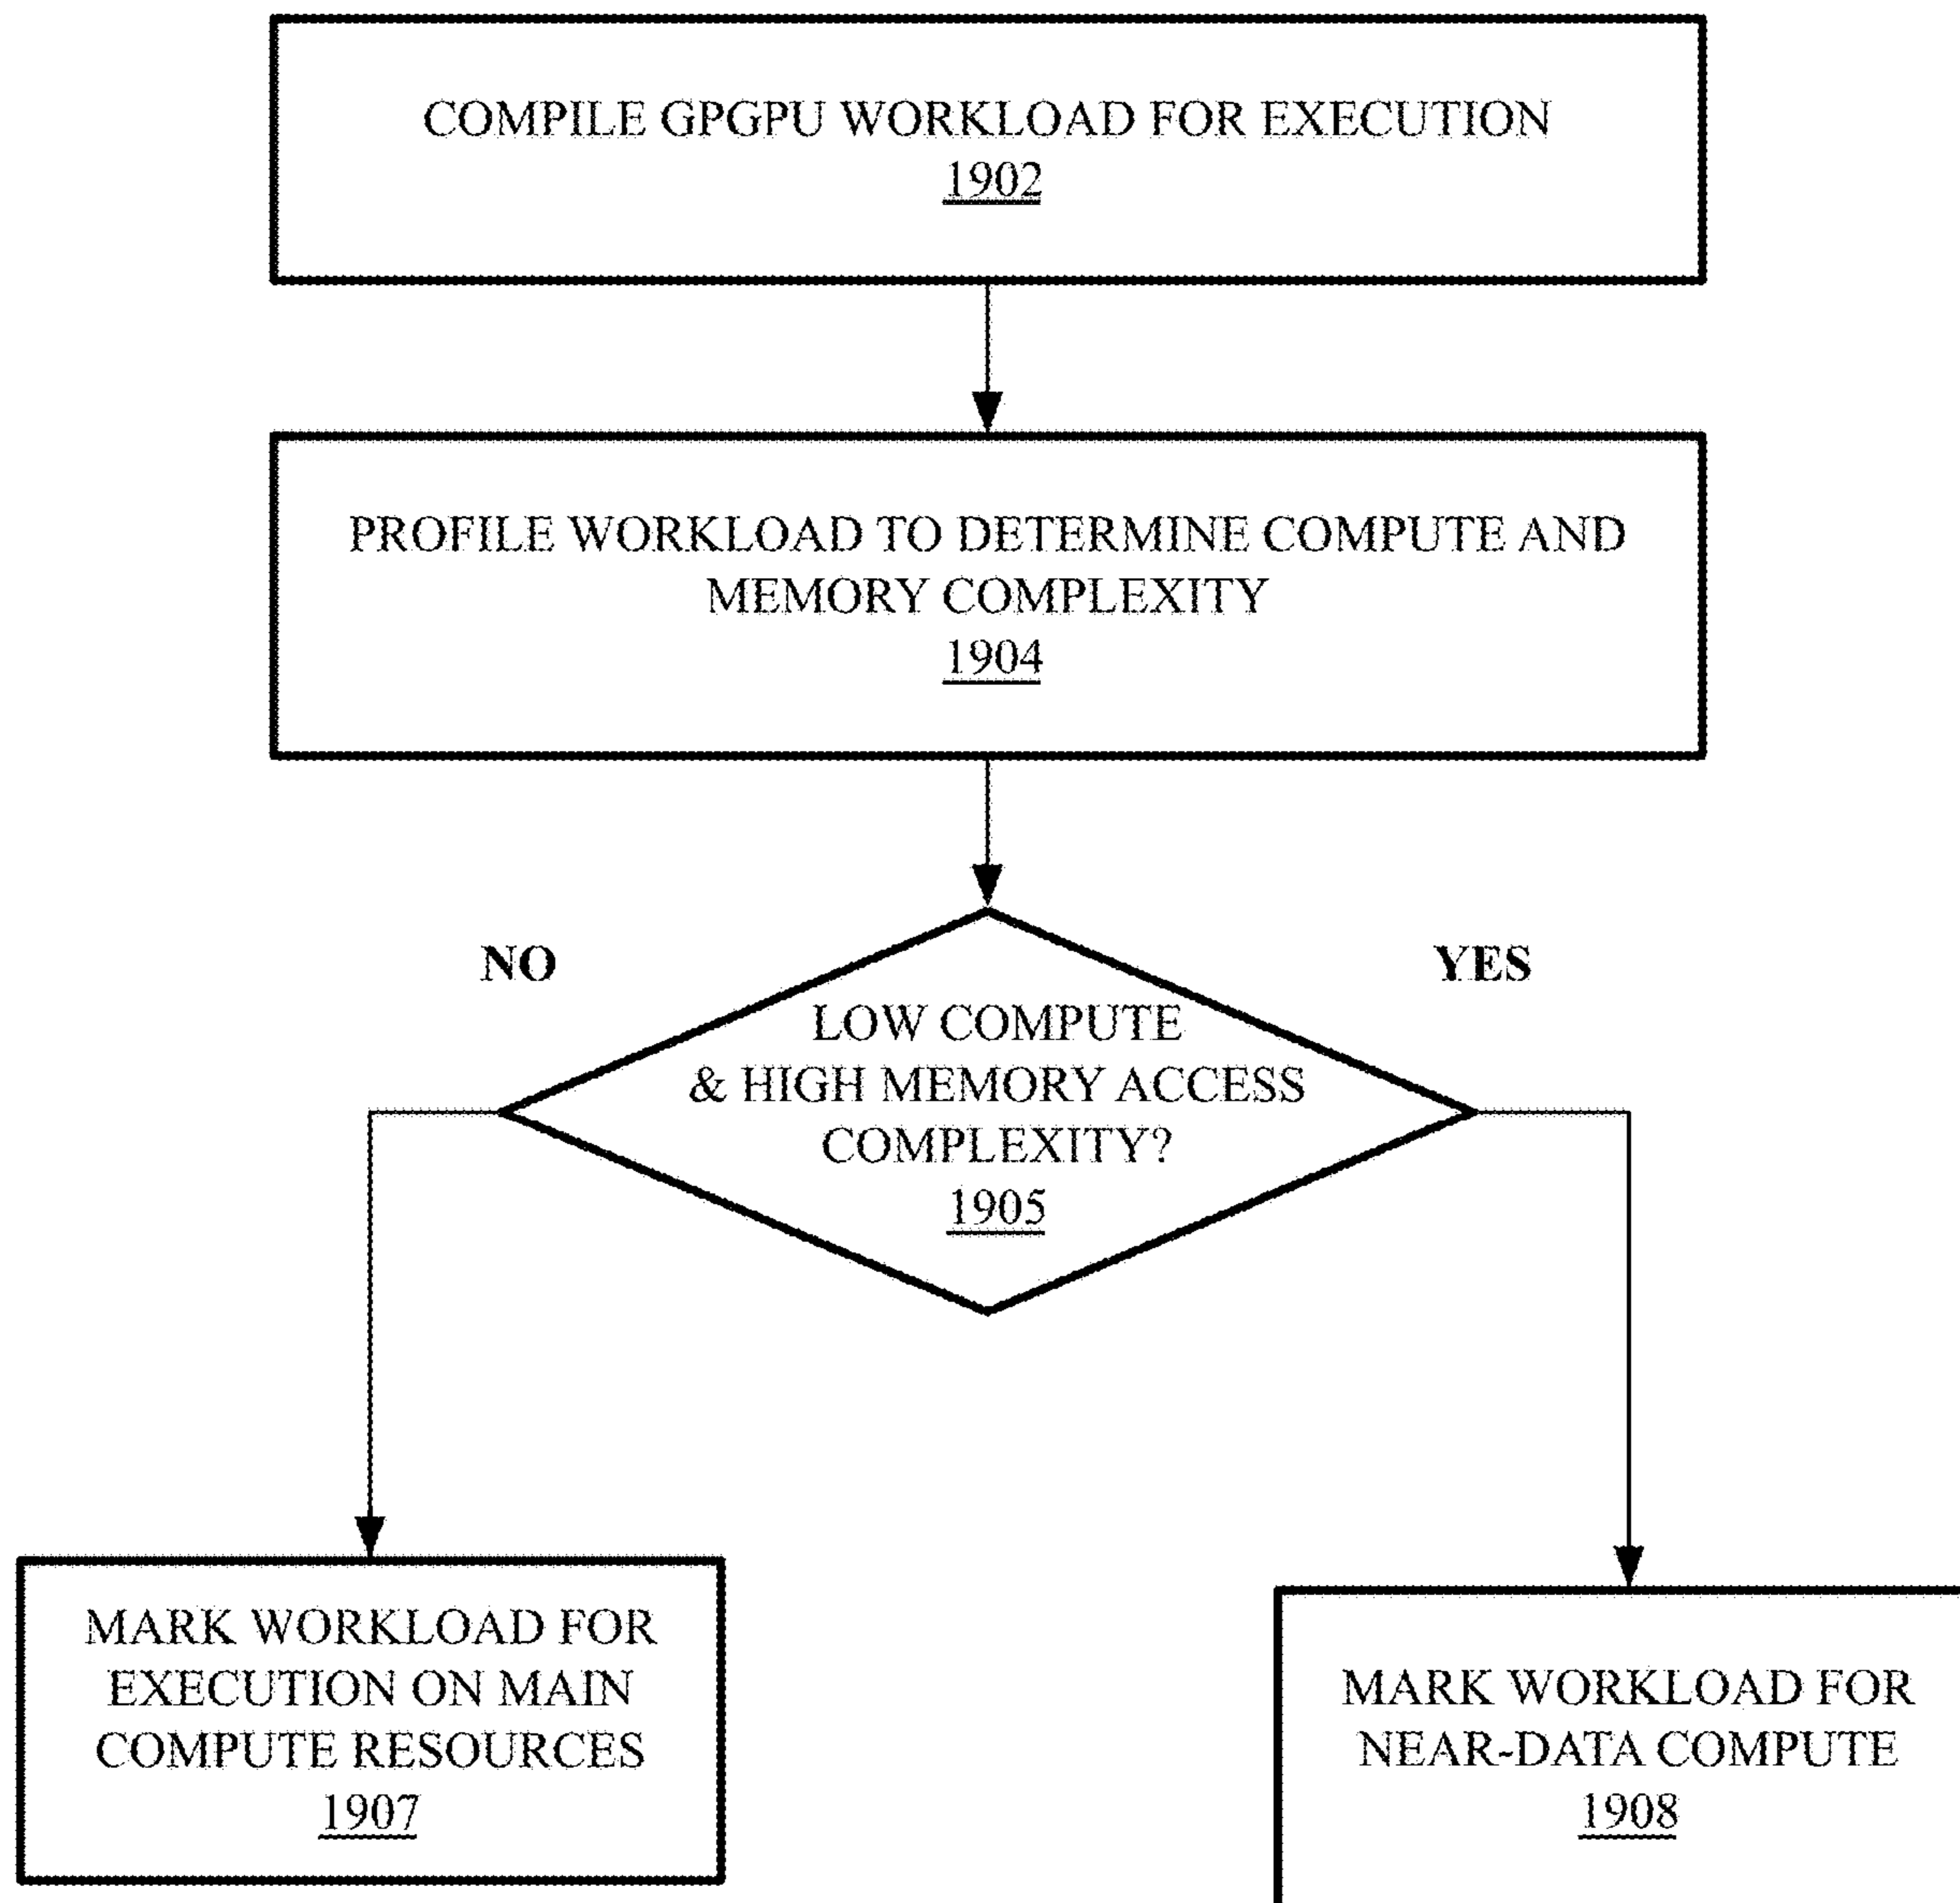 COMPILE GPGPU WORKLOAD FOR EXECUTION
1902
PROFILE WORKLOAD TO DETERMINE COMPUTE AND
MEMORY COMPLEXITY
1904
NO
YES
LOW COMPUTE
& HIGH MEMORY ACCESS
COMPLEXITY?
1905
MARK WORKLOAD FOR
EXECUTION ON MAIN
COMPUTE RESOURCES
1907
MARK WORKLOAD FOR
NEAR-DATA COMPUTE
1908